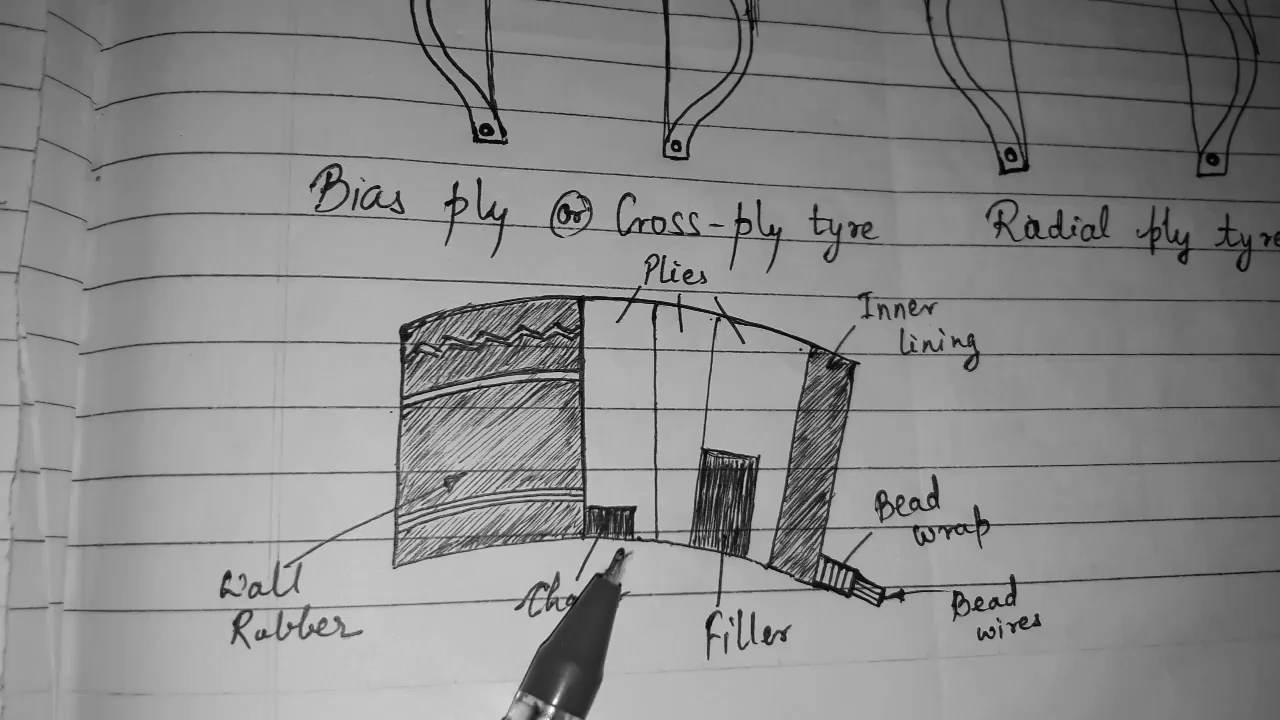 Bias ply or Cross-ply tyre
Radial ply tyre
Plies
Inner
lining
Bead
wrap
Wall
Rubber
Filler
Bead
wires